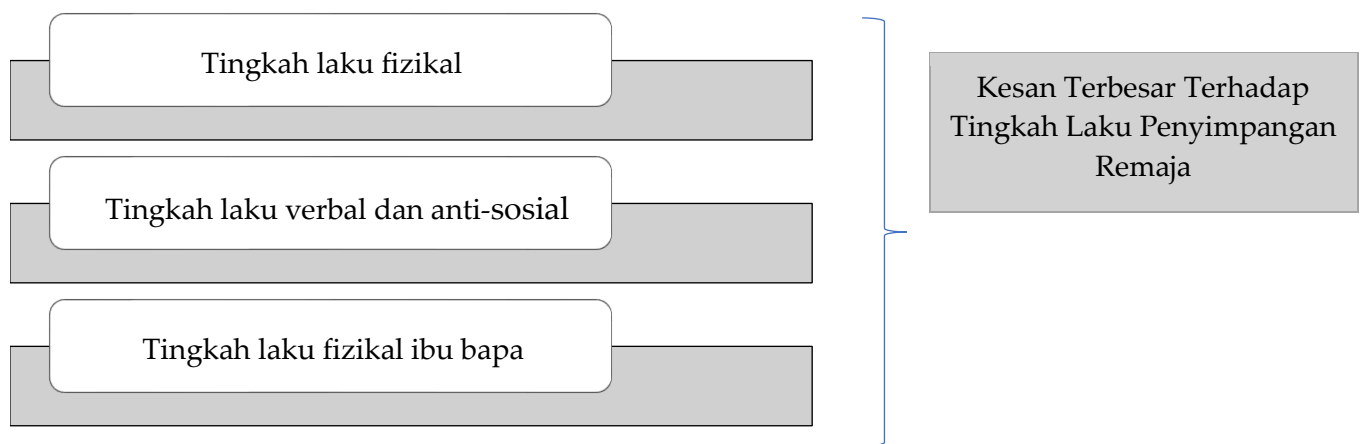 Tingkah laku fizikal
Tingkah laku verbal dan anti-sosial
Tingkah laku fizikal ibu bapa
Kesan Terbesar Terhadap
Tingkah Laku Penyimpangan
Remaja